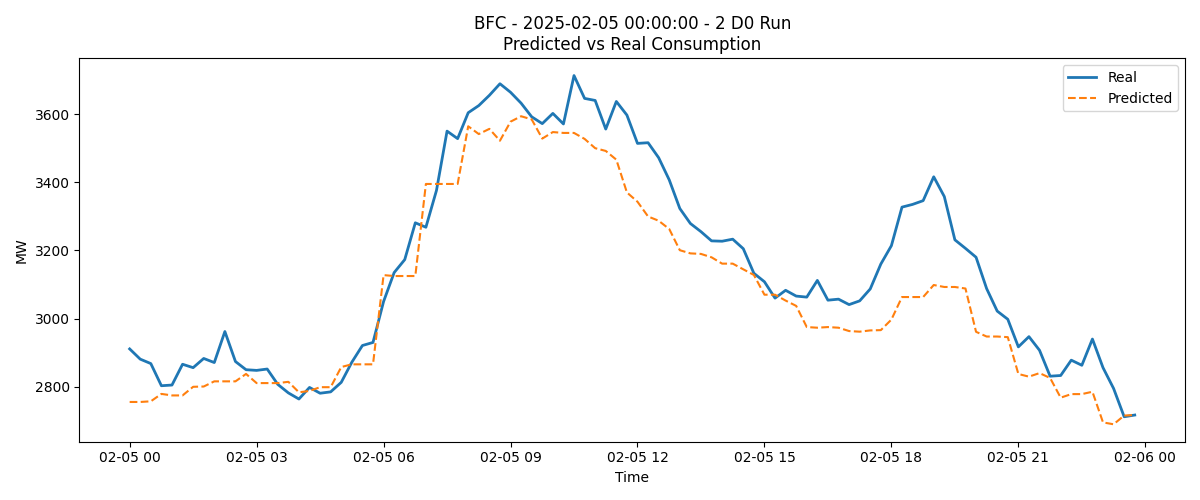 BFC - 2025-02-05 00:00:00 - 2 D0 Run
Predicted vs Real Consumption
Real
Predicted
MW
3600
3400
3200
3000
2800
02-05 00
02-05 03
02-05 06
02-05 09
02-05 12
02-05 15
02-05 18
02-05 21
02-06 00
Time